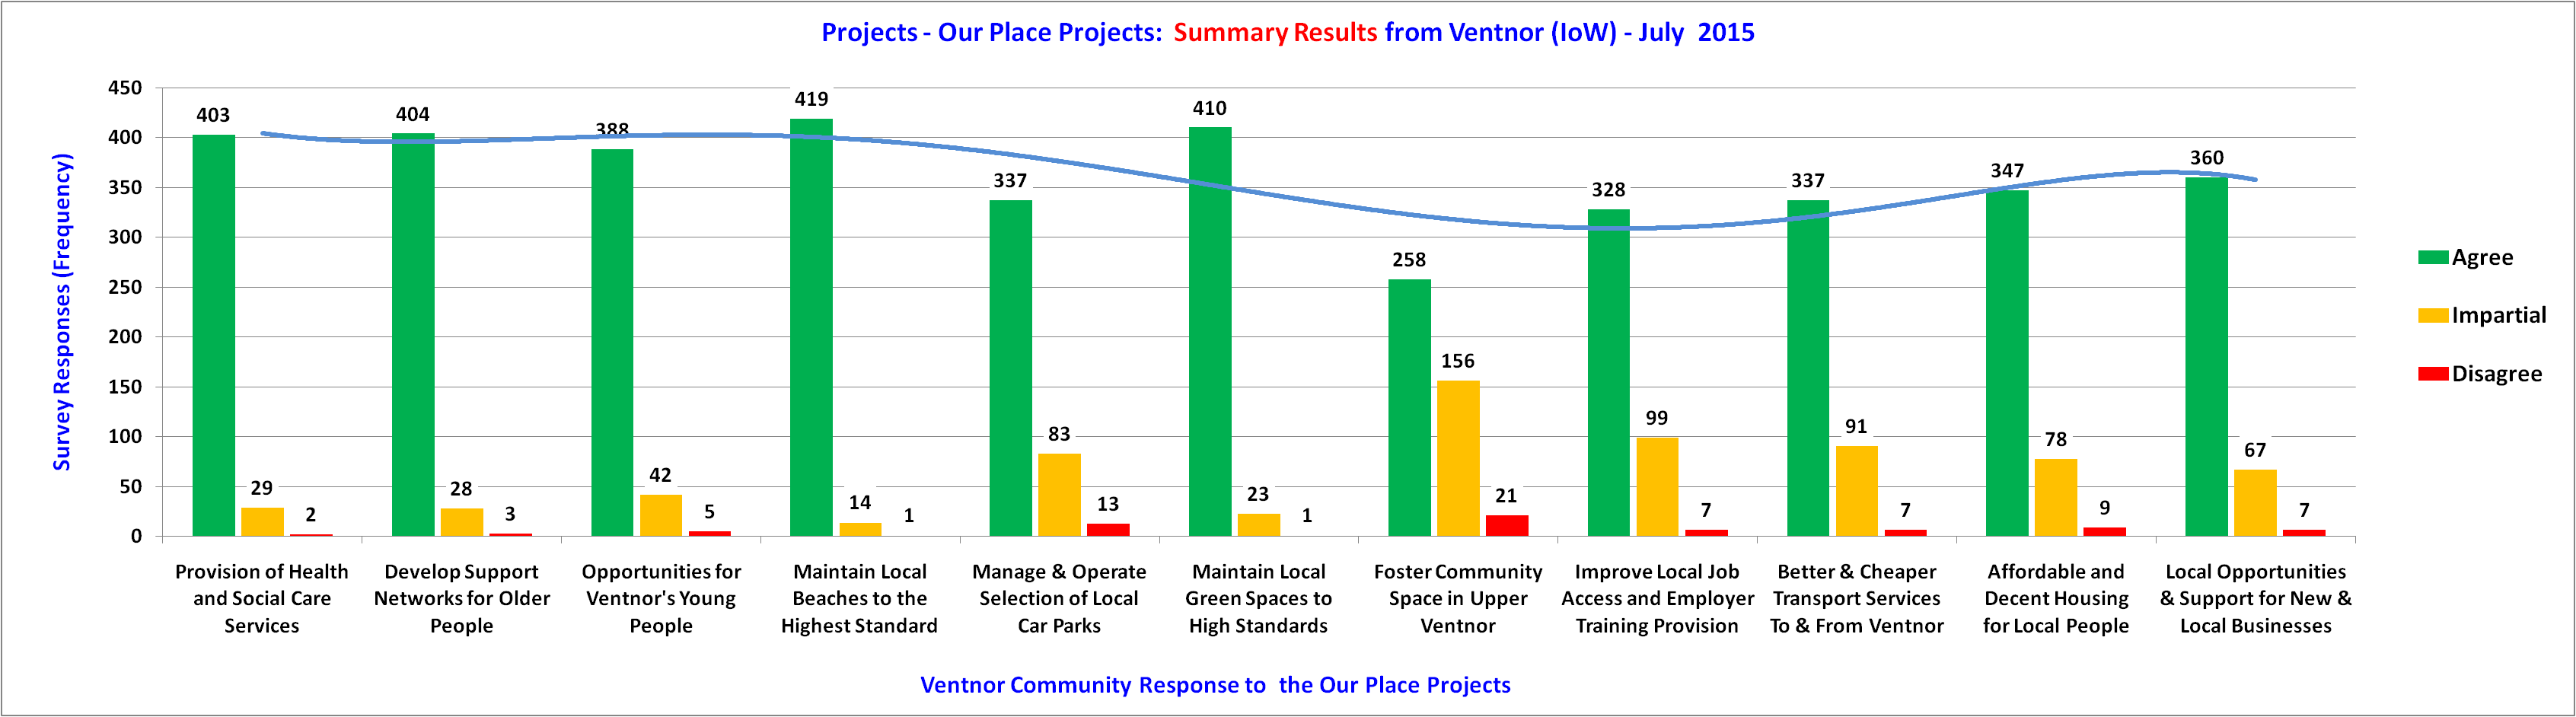 Projects - Our Place Projects: Summary Results from Ventnor (IoW) - July 2015
Survey Responses (Frequency)
450
400
350
300
250
200
150
100
50
0
403
29
2
404
28
3
388
42
5
419
14
1
337
83
13
410
23
1
258
156
21
328
99
7
337
91
7
347
78
9
360
67
7
Provision of Health
and Social Care
Services
Develop Support
Networks for Older
People
Opportunities for
Ventnor's Young
People
Maintain Local
Beaches to the
Highest Standard
Manage & Operate
Selection of Local
Car Parks
Maintain Local
Green Spaces to
High Standards
Foster Community
Space in Upper
Ventnor
Improve Local Job
Access and Employer
Training Provision
Better & Cheaper
Transport Services
To & From Ventnor
Affordable and
Decent Housing
for Local People
Local Opportunities
& Support for New &
Local Businesses
Ventnor Community Response to the Our Place Projects
Agree
Impartial
Disagree